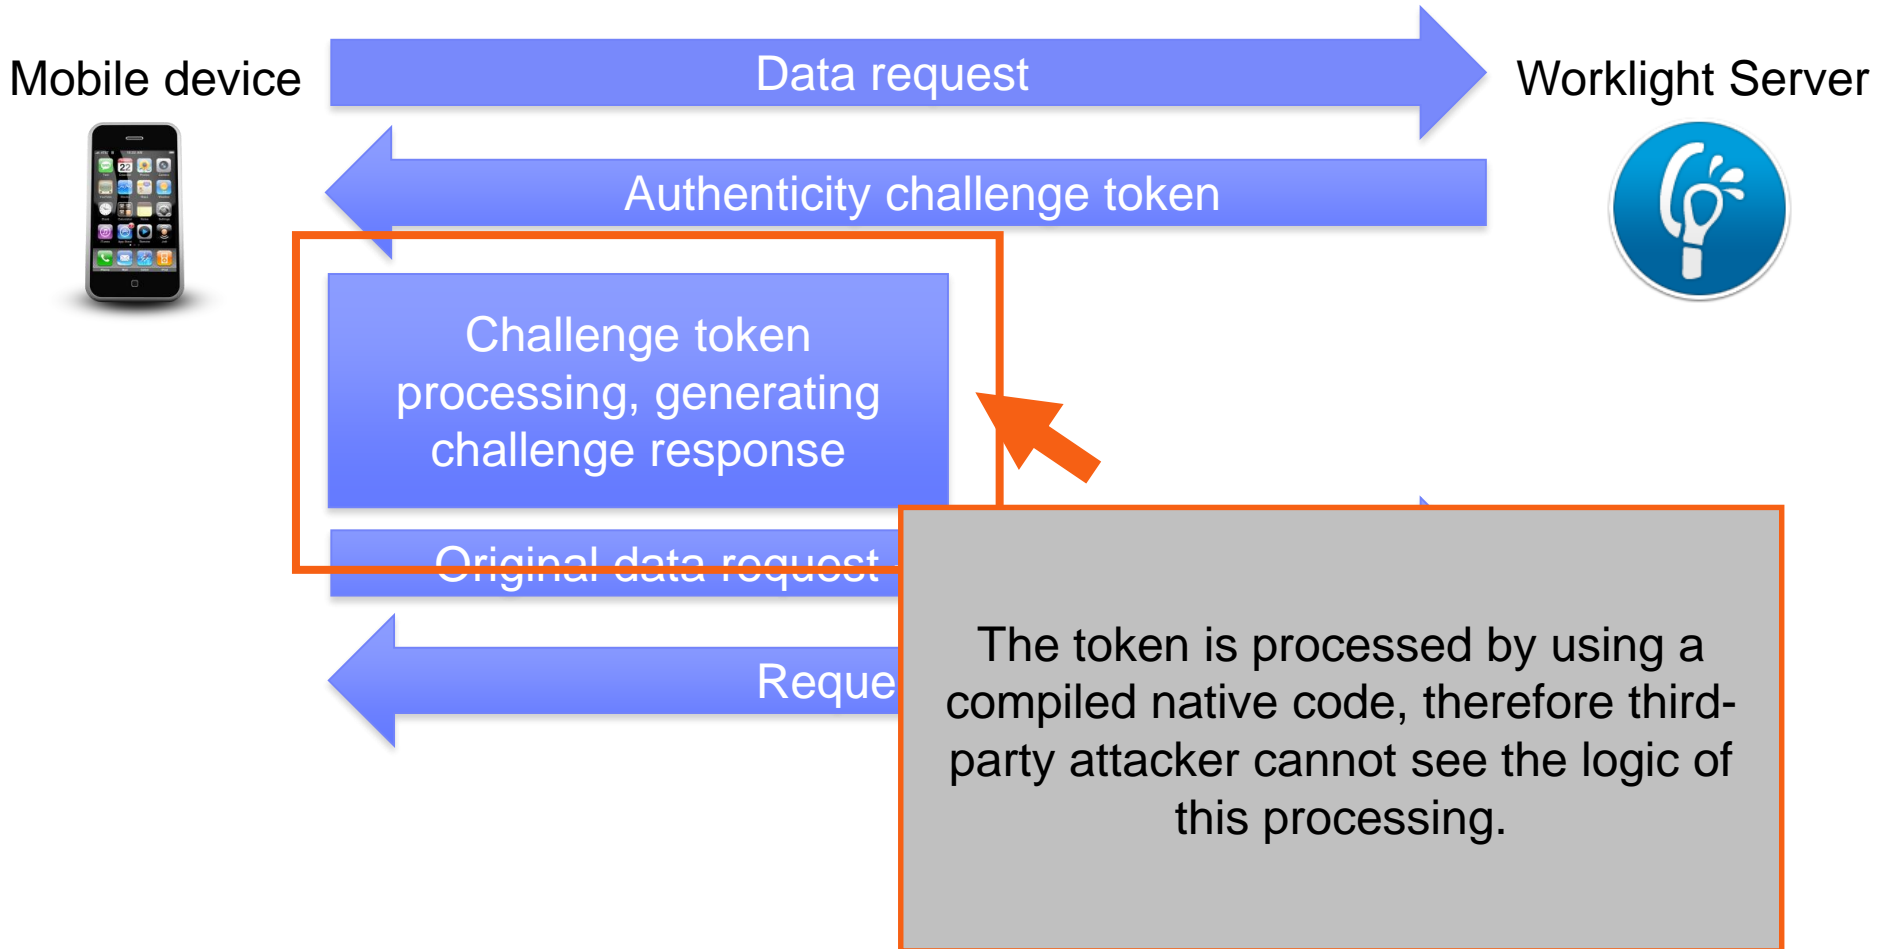 Data request
Mobile device
Worklight Server
Authenticity challenge token
Challenge token
processing, generating
challenge response
Original data request
The token is processed by using a
compiled native code, therefore third-
party attacker cannot see the logic of
this processing.